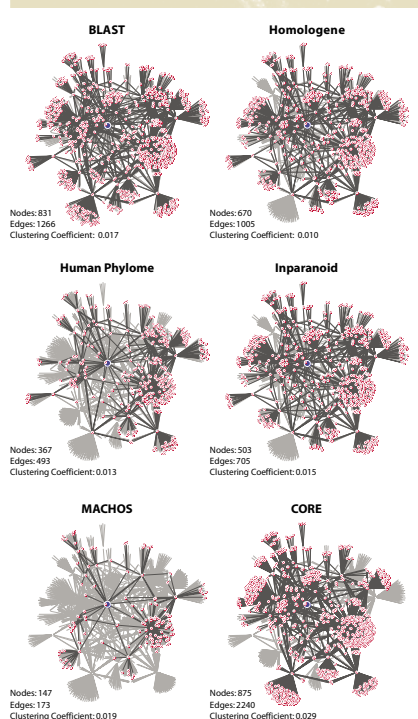 BLAST
Nodes: 831
Edges: 1266
Clustering Coefficient: 0.017
Homologene
Nodes: 670
Edges: 1005
Clustering Coefficient: 0.010
Human Phylome
Nodes: 367
Edges: 493
Clustering Coefficient: 0.013
Inparanoid
Nodes: 503
Edges: 705
Clustering Coefficient: 0.015
MACHOS
Nodes: 147
Edges: 173
Clustering Coefficient: 0.019
CORE
Nodes: 875
Edges: 2240
Clustering Coefficient: 0.029